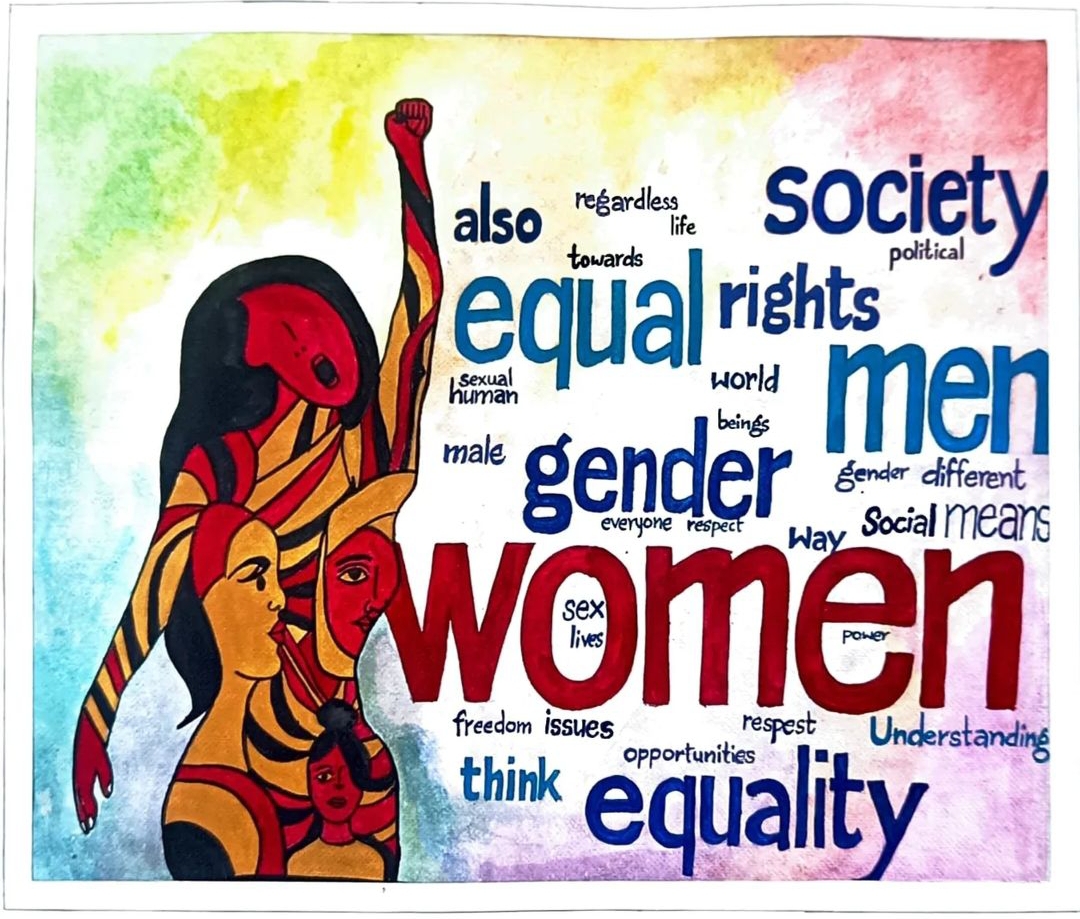 society
also
regardless
life
political
towards
equal
rights
men
sexual
human
world
beings
male
gender
gender different
everyone respect
way
Social means
women
sex
lives
power
freedom issues
respest
Understanding
opportunities
think
equality